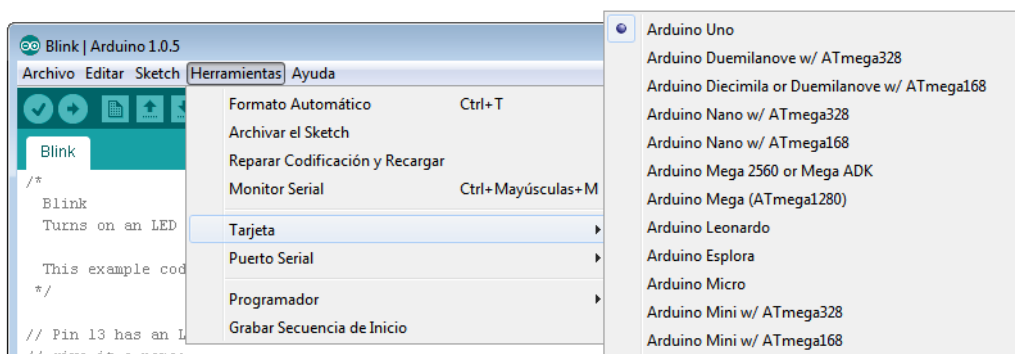 Blink | Arduino 1.0.5
Archivo Editar Sketch Herramientas Ayuda
Blink
/*
Blink
Turns on an LED
This example cod
*/
// Pin 13 has an L
Formato Automático Ctrl+T
Archivar el Sketch
Reparar Codificación y Recargar
Monitor Serial Ctrl+Mayúsculas+M
Tarjeta
Puerto Serial
Programador
Grabar Secuencia de Inicio
Arduino Uno
Arduino Duemilanove w/ ATmega328
Arduino Diecimila or Duemilanove w/ ATmega168
Arduino Nano w/ ATmega328
Arduino Nano w/ ATmega168
Arduino Mega 2560 or Mega ADK
Arduino Mega (ATmega1280)
Arduino Leonardo
Arduino Esplora
Arduino Micro
Arduino Mini w/ ATmega328
Arduino Mini w/ ATmega168